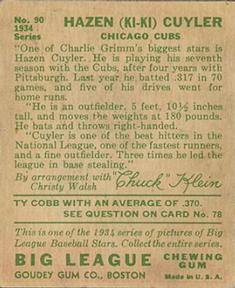 No. 90
1934
Series
HAZEN (KI-KI) CUYLER
CHICAGO CUBS
"One of Charlie Grimm's biggest stars is
Hazen Cuyler. He is playing his seventh
season with the Cubs, after four years with
Pittsburgh. Last year he batted .317 in 70
games, and five of his drives went for
home runs.
"He is an outfielder, 5 feet, 10½ inches
tall, and moves the weights at 180 pounds.
He bats and throws right-handed.
"Cuyler is one of the best hitters in the
National League, one of the fastest runners,
and a fine outfielder. Three times he led the
league in base stealing."
By arrangement with
Christy Walsh
"Chuck" Klein
TY COBB WITH AN AVERAGE OF .370.
SEE QUESTION ON CARD No. 78
This is one of the 1934 series of pictures of Big
League Baseball Stars. Collect the entire series.
BIG LEAGUE CHEWING GUM
GOUDEY GUM CO., BOSTON Made in U.S.A.